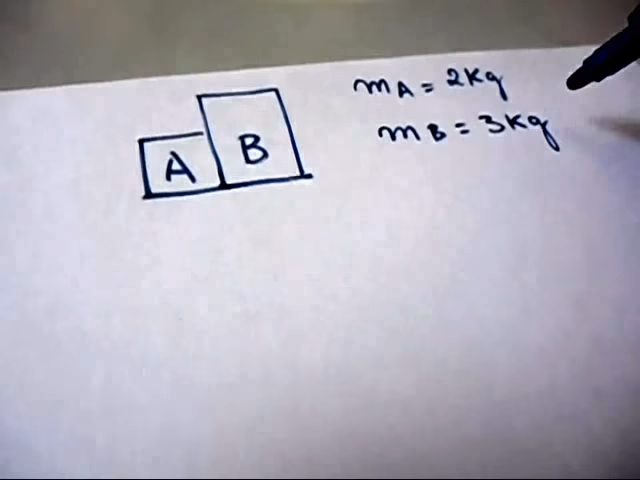 mA = 2Kg
mB = 3Kg
A B